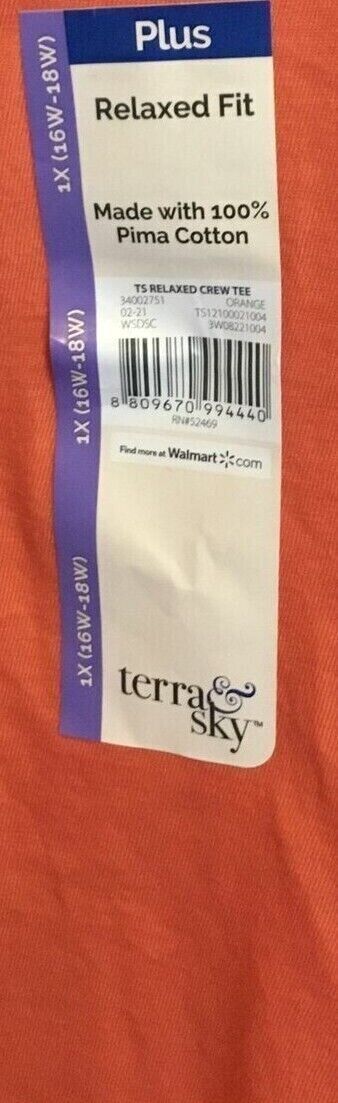 Plus
1X (16W-18W)
Relaxed Fit
Made with 100%
Pima Cotton
TS RELAXED CREW TEE
34002751 ORANGE
02-21 TS12100021004
WSDSC 3W08221004
8 809670 994440
RN#52469
1X (16W-18W)
Find more at Walmart.com
1X (16W-18W)
terra &
sky™